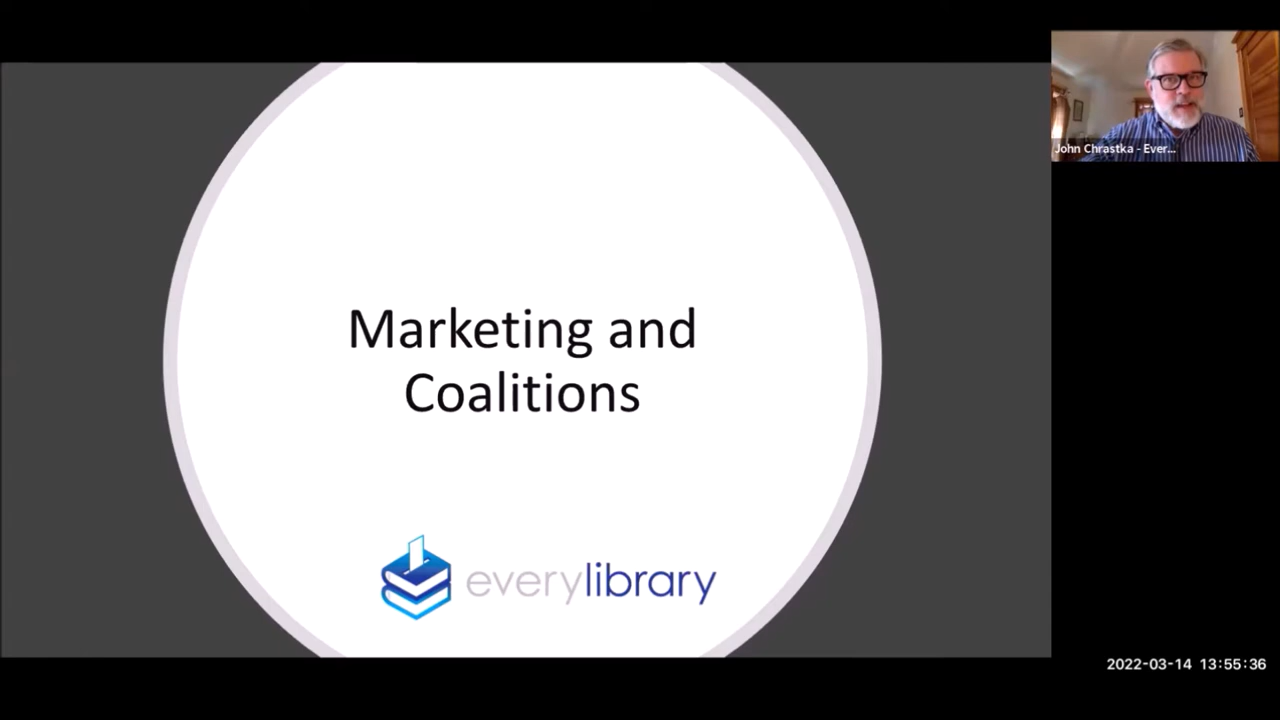 John Chrastka - Ever...
Marketing and
Coalitions
everylibrary
2022-03-14 13:55:36